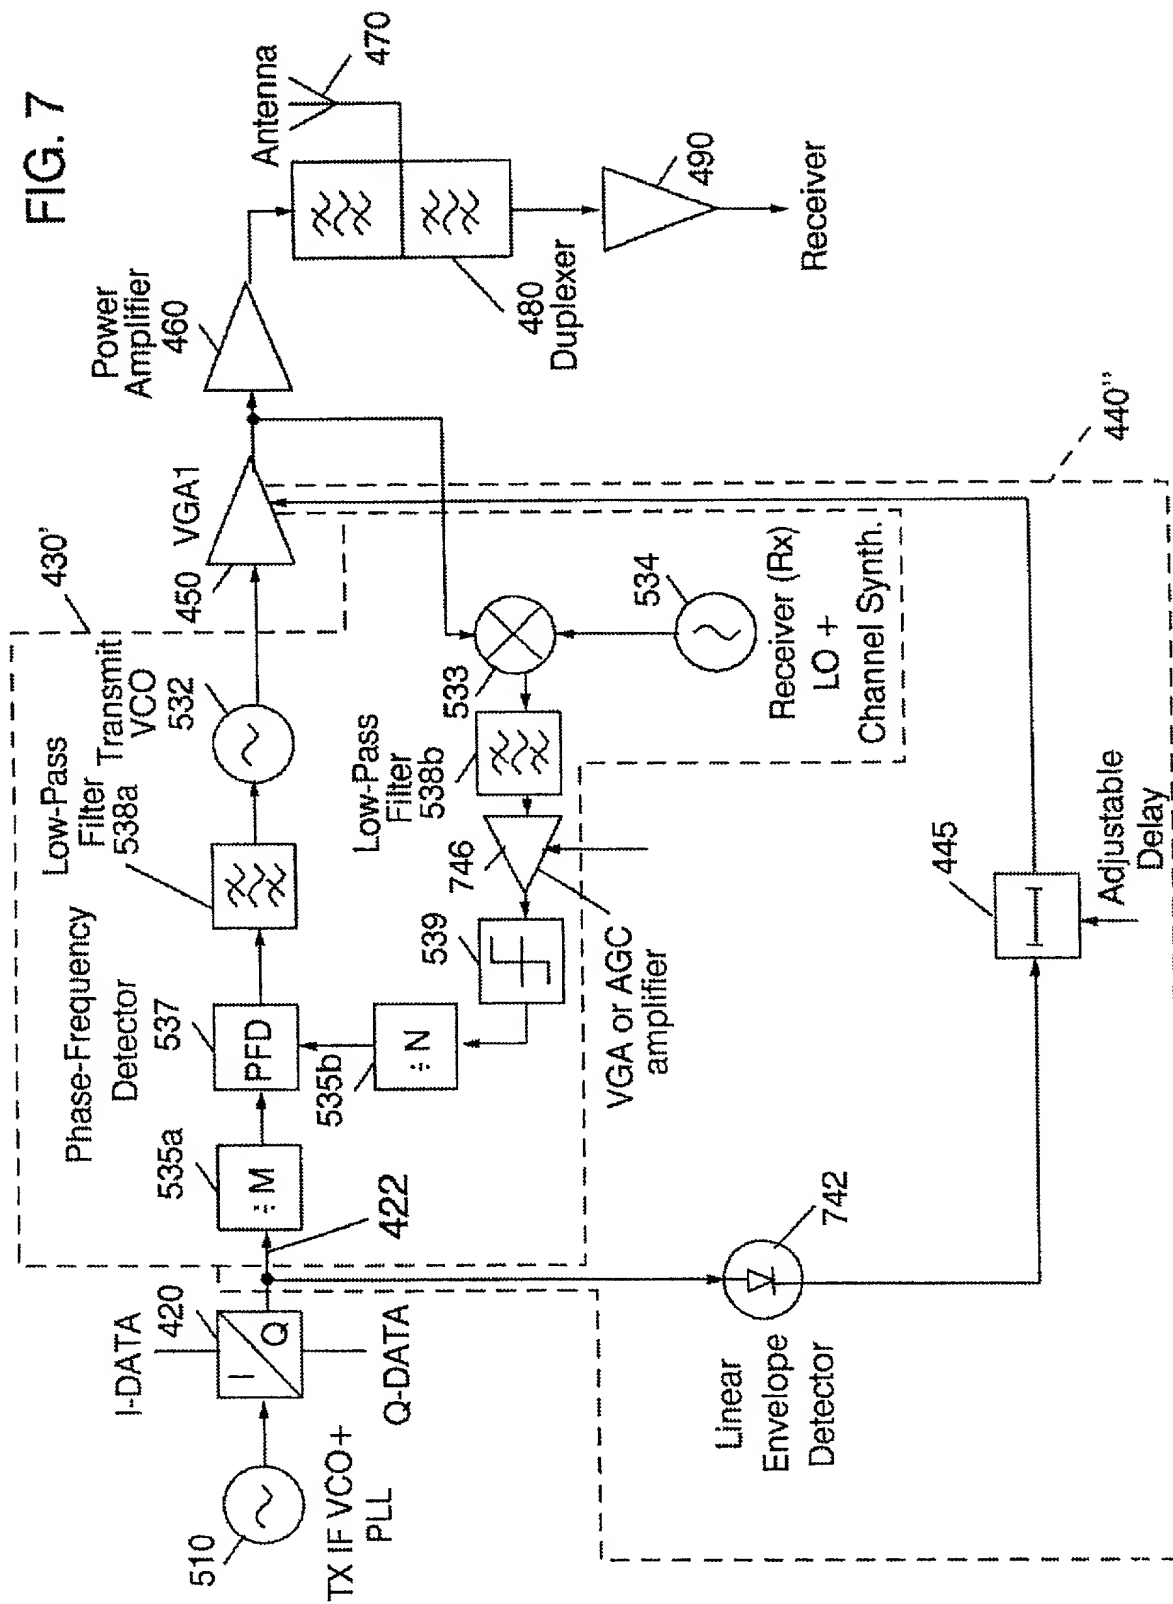 FIG. 7
Antenna
470
Power
Amplifier
460
480
Duplexer
490
Receiver
430'
VGA1
450
440"
Transmit
VCO
532
Low-Pass
Filter
538a
Phase-Frequency
Detector
537
PFD
535a
÷M
422
535b
÷N
539
746
VGA or AGC
amplifier
Low-Pass
Filter
538b
533
534
Receiver (Rx)
LO +
Channel Synth.
I-DATA
420
I
Q
Q-DATA
510
TX IF VCO+
PLL
Linear
Envelope
Detector
742
445
Adjustable
Delay